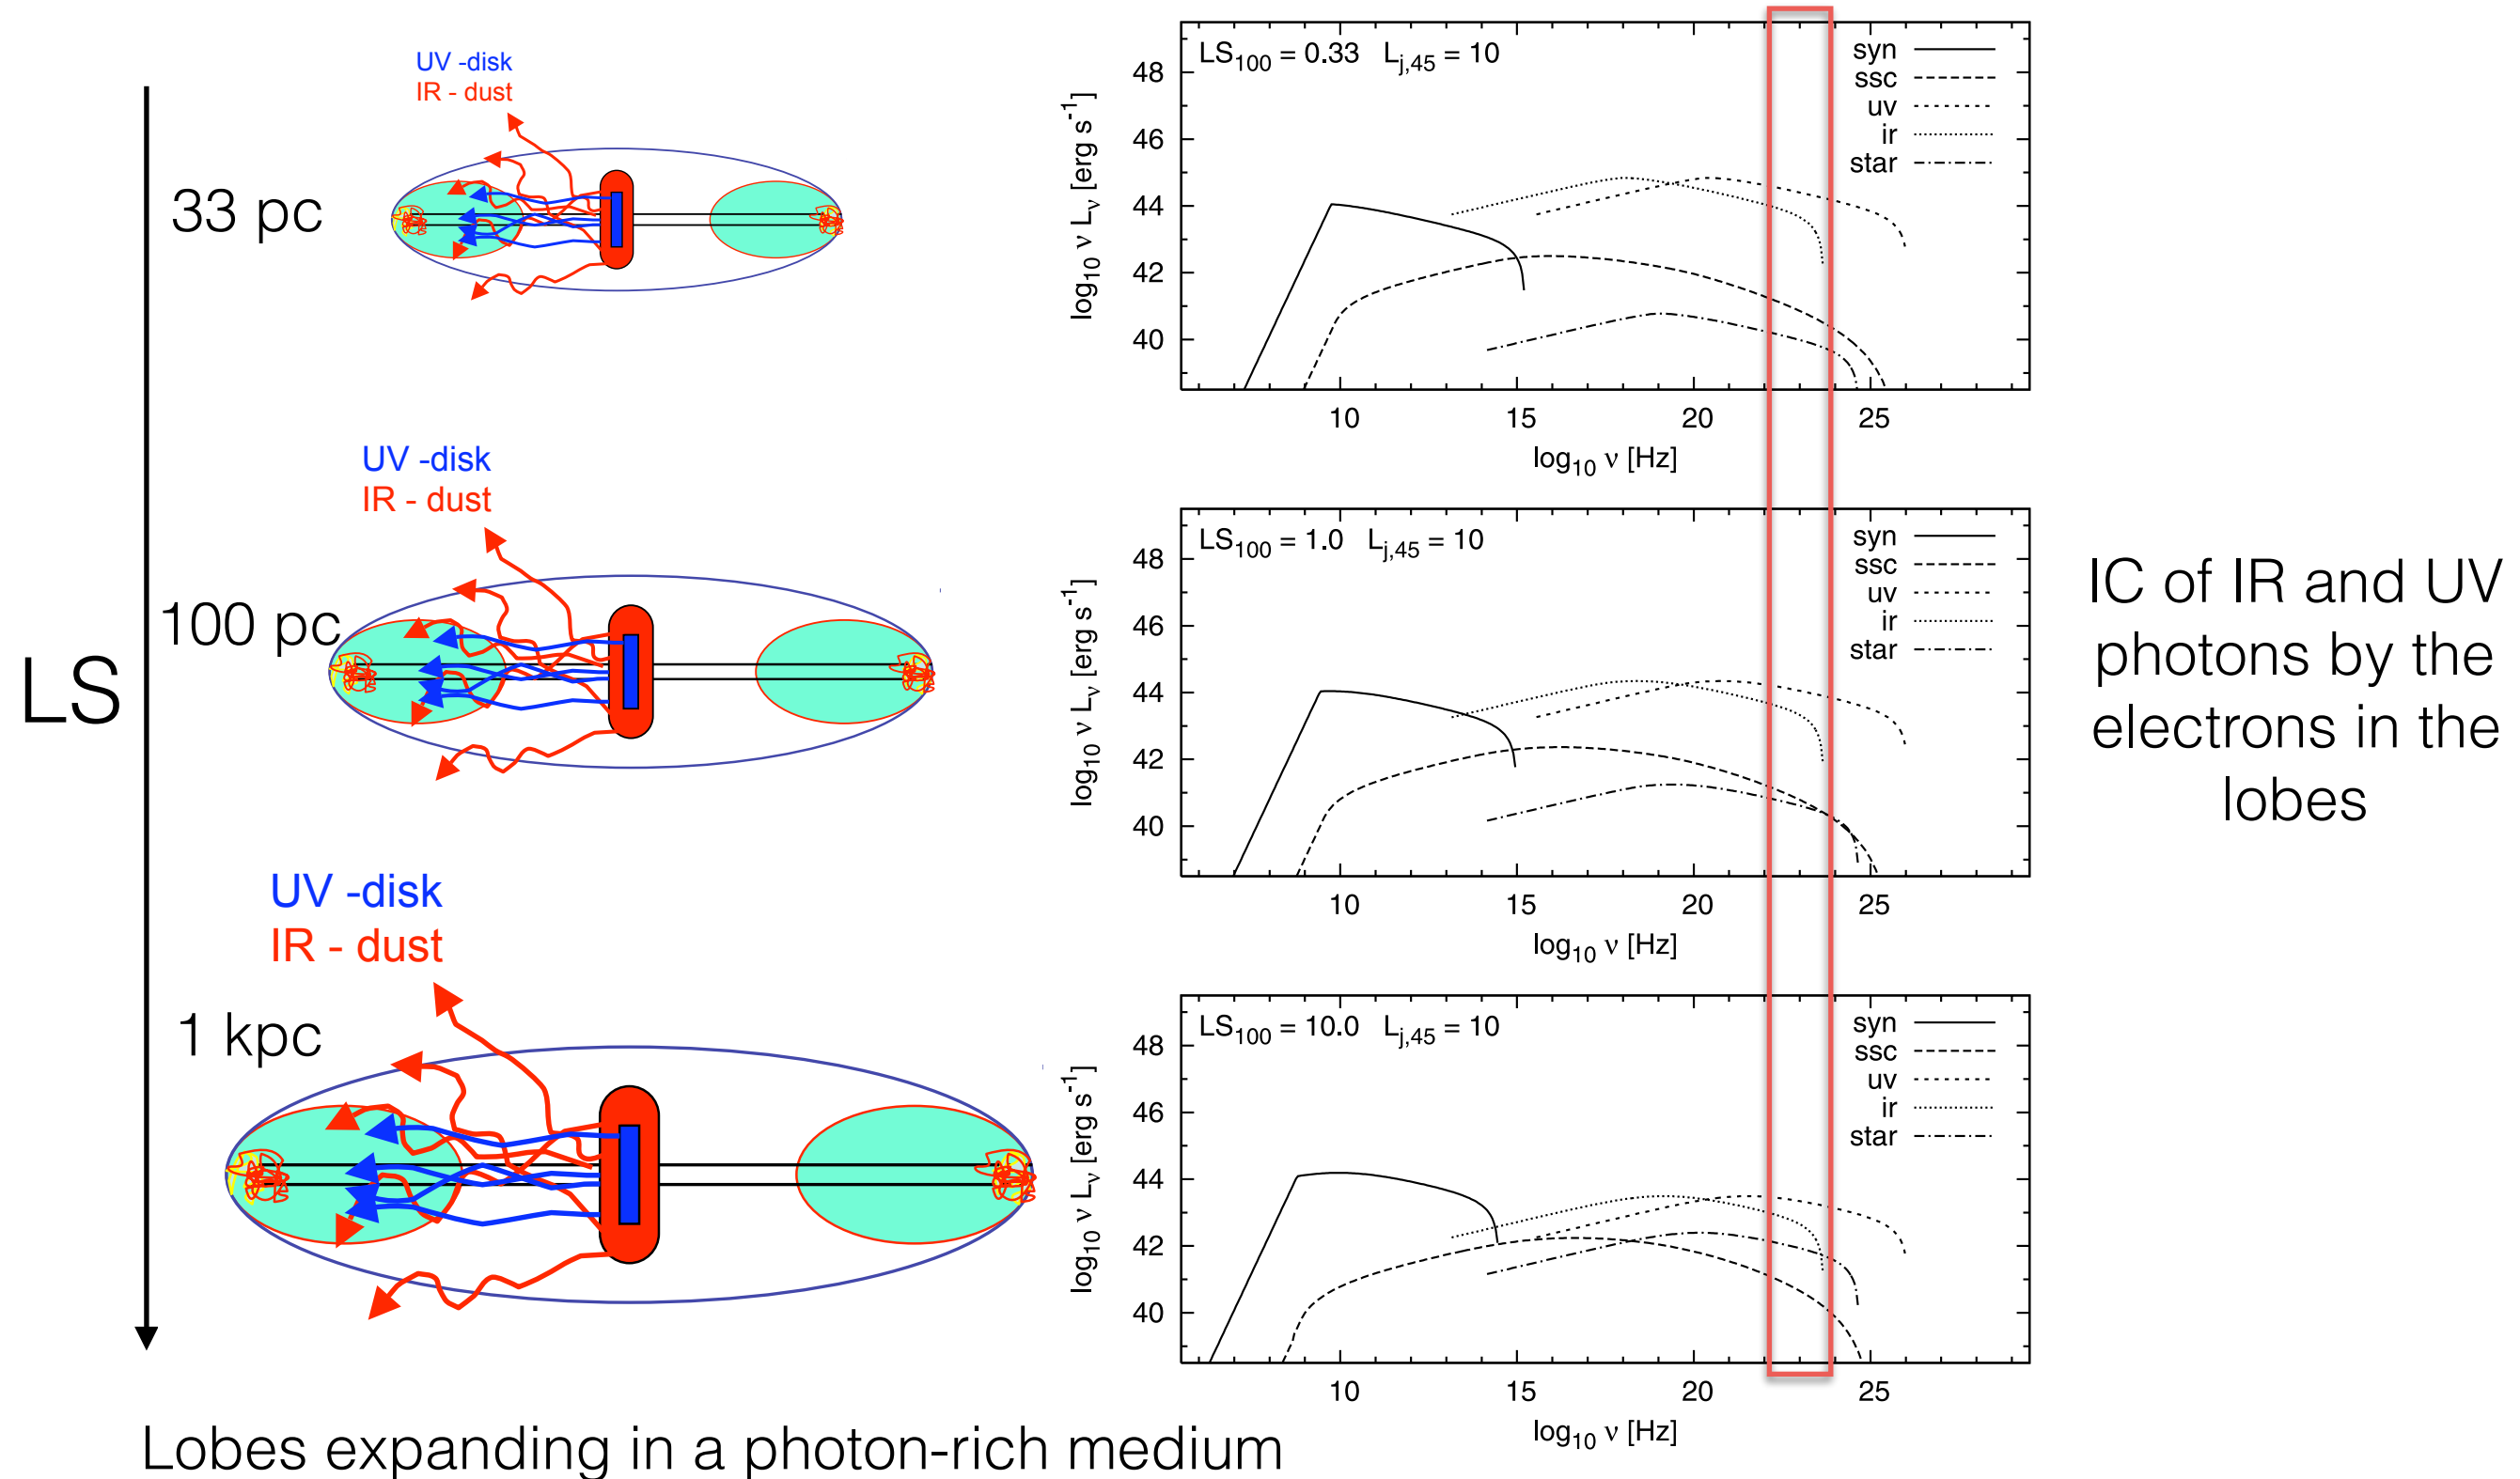 UV -disk
IR - dust
33 pc
UV -disk
IR - dust
100 pc
LS
UV -disk
IR - dust
1 kpc
Lobes expanding in a photon-rich medium
LS₁₀₀ = 0.33 Lⱼ,₄₅ = 10
syn
ssc
uv
ir
star
48
46
44
42
40
log₁₀ ν Lᵥ [erg s⁻¹]
10 15 20 25
log₁₀ ν [Hz]
LS₁₀₀ = 1.0 Lⱼ,₄₅ = 10
syn
ssc
uv
ir
star
48
46
44
42
40
log₁₀ ν Lᵥ [erg s⁻¹]
10 15 20 25
log₁₀ ν [Hz]
LS₁₀₀ = 10.0 Lⱼ,₄₅ = 10
syn
ssc
uv
ir
star
48
46
44
42
40
log₁₀ ν Lᵥ [erg s⁻¹]
10 15 20 25
log₁₀ ν [Hz]
IC of IR and UV
photons by the
electrons in the
lobes